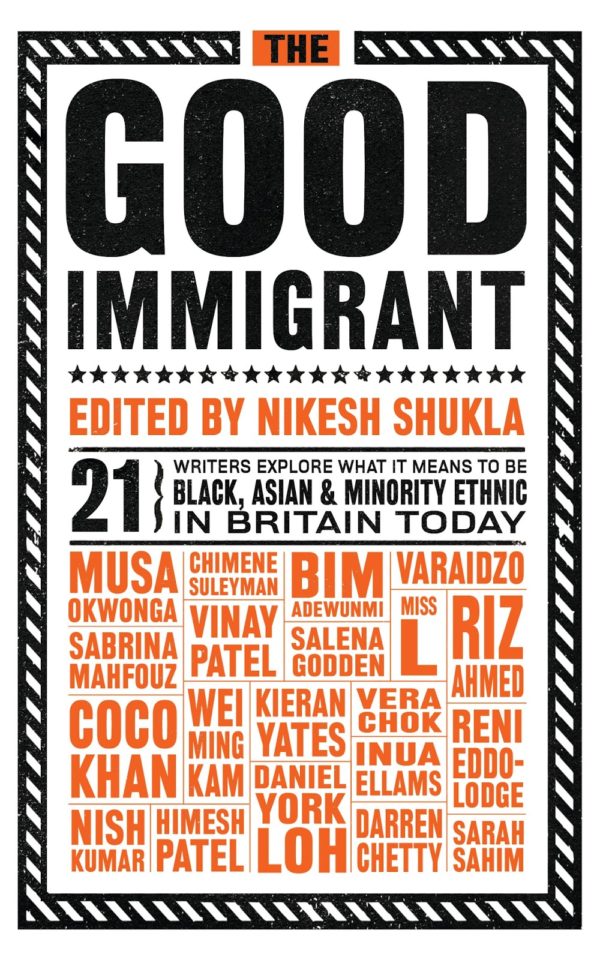 THE
GOOD
IMMIGRANT
EDITED BY NIKESH SHUKLA
21
WRITERS EXPLORE WHAT IT MEANS TO BE
BLACK, ASIAN & MINORITY ETHNIC
IN BRITAIN TODAY
MUSA
OKWONGA
CHIMENE
SULEYMAN
BIM
ADEWUNMI
VARAIDZO
SABRINA
MAHFOUZ
VINAY
PATEL
SALENA
GODDEN
MISS
L
RIZ
AHMED
COCO
KHAN
WEI
MING
KAM
KIERAN
YATES
VERA
CHOK
RENI
EDDO-
LODGE
INUA
ELLAMS
DANIEL
YORK
LOH
NISH
KUMAR
HIMESH
PATEL
DARREN
CHETTY
SARAH
SAHIM